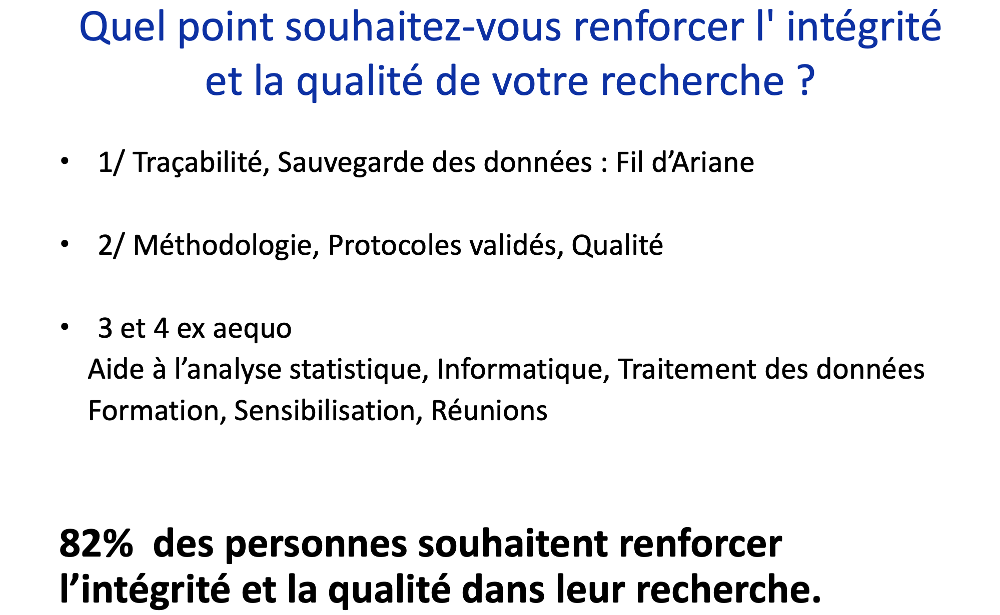 Quel point souhaitez-vous renforcer l' intégrité
et la qualité de votre recherche ?
• 1/ Traçabilité, Sauvegarde des données : Fil d’Ariane
• 2/ Méthodologie, Protocoles validés, Qualité
• 3 et 4 ex aequo
Aide à l’analyse statistique, Informatique, Traitement des données
Formation, Sensibilisation, Réunions
82% des personnes souhaitent renforcer
l’intégrité et la qualité dans leur recherche.